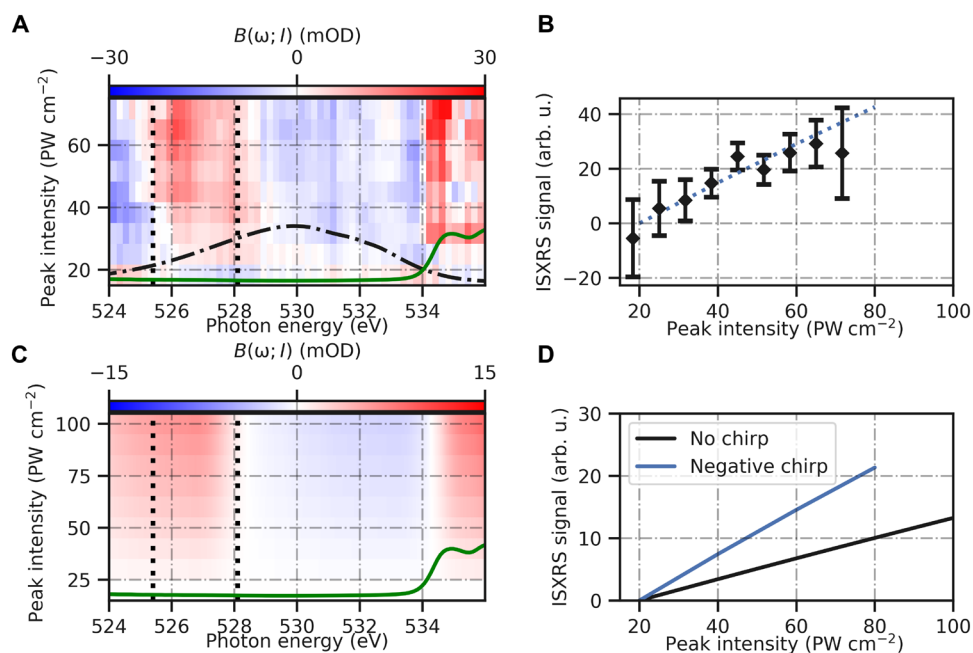 A
B(ω; I) (mOD)
−30 0 30
Peak intensity (PW cm−2)
60
40
20
524 526 528 530 532 534
Photon energy (eV)
B
ISXRS signal (arb. u.)
40
20
0
−20
20 40 60 80 100
Peak intensity (PW cm−2)
C
B(ω; I) (mOD)
−15 0 15
Peak intensity (PW cm−2)
100
75
50
25
524 526 528 530 532 534
Photon energy (eV)
D
ISXRS signal (arb. u.)
30
20
10
0
No chirp
Negative chirp
20 40 60 80 100
Peak intensity (PW cm−2)